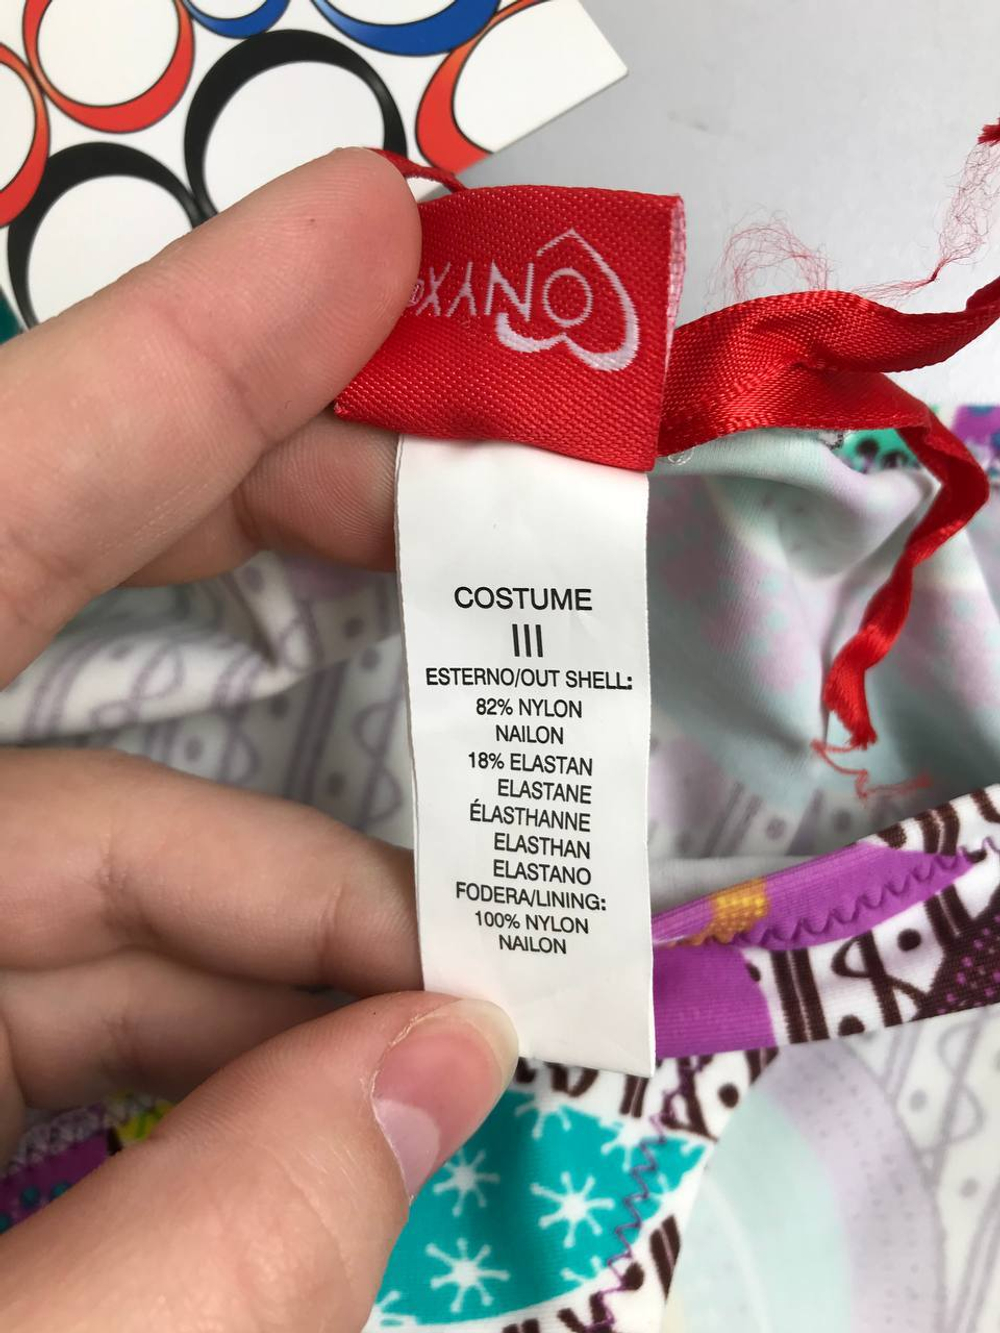 ONYX®
COSTUME
III
ESTERNO/OUT SHELL:
82% NYLON
NAILON
18% ELASTAN
ELASTANE
ÉLASTHANNE
ELASTHAN
ELASTANO
FODERA/LINING:
100% NYLON
NAILON